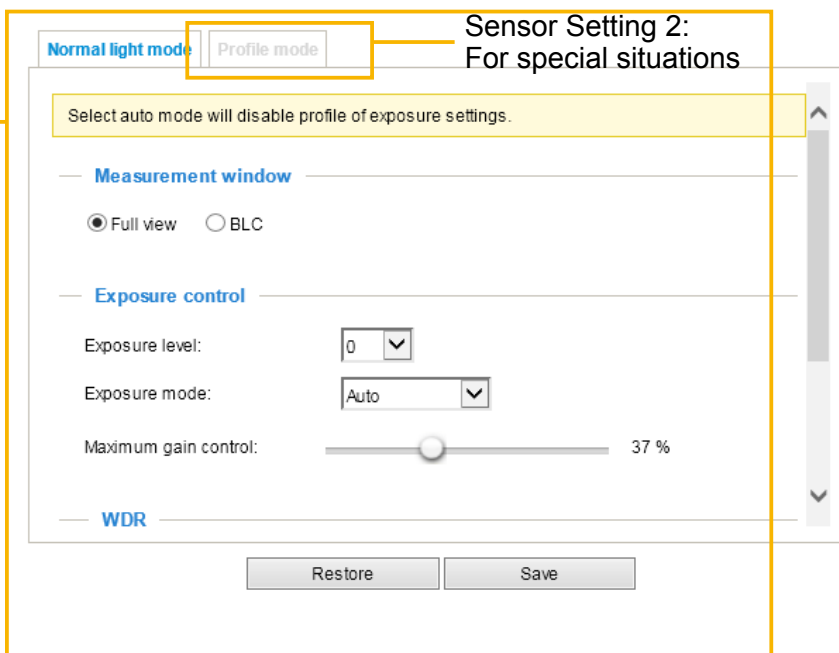 Sensor Setting 2:
For special situations
Normal light mode
Profile mode
Select auto mode will disable profile of exposure settings.
Measurement window
Full view
BLC
Exposure control
Exposure level:
0
Exposure mode:
Auto
Maximum gain control:
37 %
WDR
Restore
Save